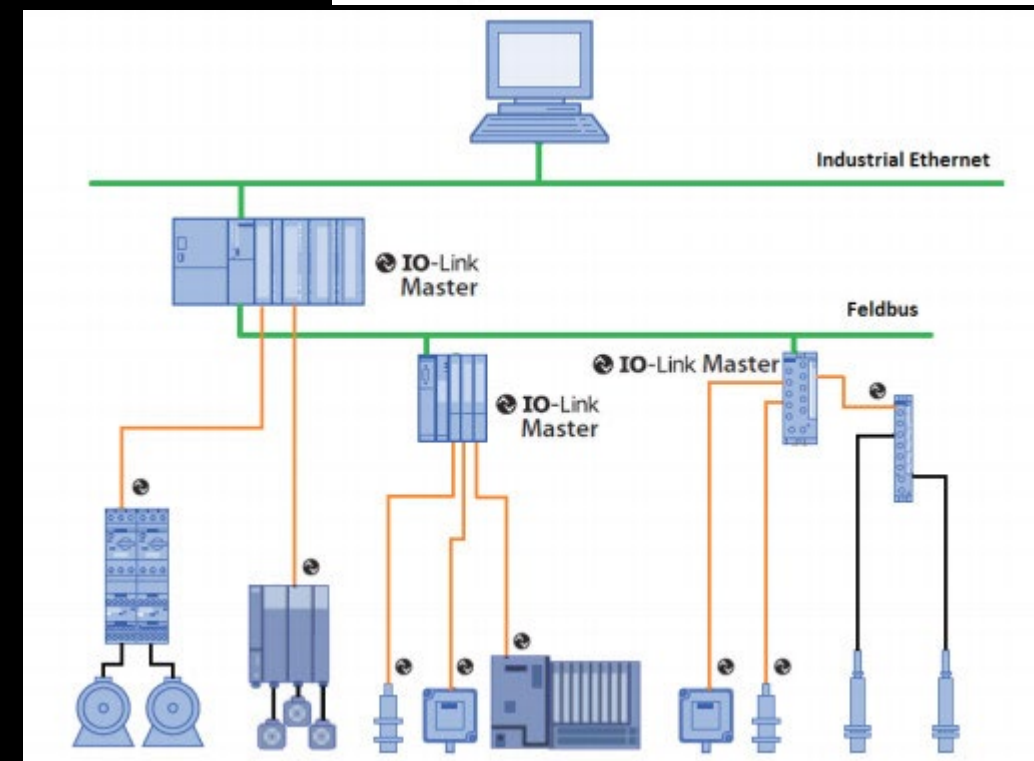 Industrial Ethernet
IO-Link
Master
Feldbus
IO-Link Master
IO-Link
Master